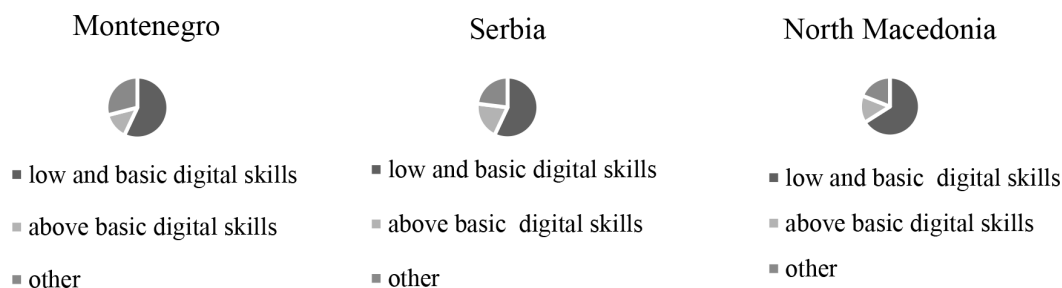 Montenegro
low and basic digital skills
above basic digital skills
other
Serbia
low and basic digital skills
above basic  digital skills
other
North Macedonia
low and basic  digital skills
above basic digital skills
other